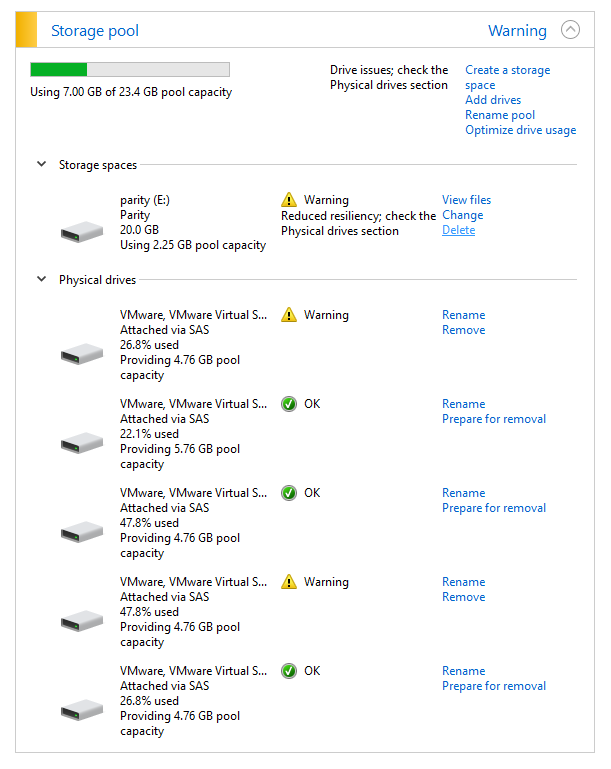 Storage pool
Warning
Using 7.00 GB of 23.4 GB pool capacity
Drive issues; check the
Physical drives section
Create a storage
space
Add drives
Rename pool
Optimize drive usage
Storage spaces
parity (E:)
Parity
20.0 GB
Using 2.25 GB pool capacity
Warning
Reduced resiliency; check the
Physical drives section
View files
Change
Delete
Physical drives
VMware, VMware Virtual S...
Attached via SAS
26.8% used
Providing 4.76 GB pool
capacity
Warning
Rename
Remove
VMware, VMware Virtual S...
Attached via SAS
22.1% used
Providing 5.76 GB pool
capacity
OK
Rename
Prepare for removal
VMware, VMware Virtual S...
Attached via SAS
47.8% used
Providing 4.76 GB pool
capacity
OK
Rename
Prepare for removal
VMware, VMware Virtual S...
Attached via SAS
47.8% used
Providing 4.76 GB pool
capacity
Warning
Rename
Remove
VMware, VMware Virtual S...
Attached via SAS
26.8% used
Providing 4.76 GB pool
capacity
OK
Rename
Prepare for removal